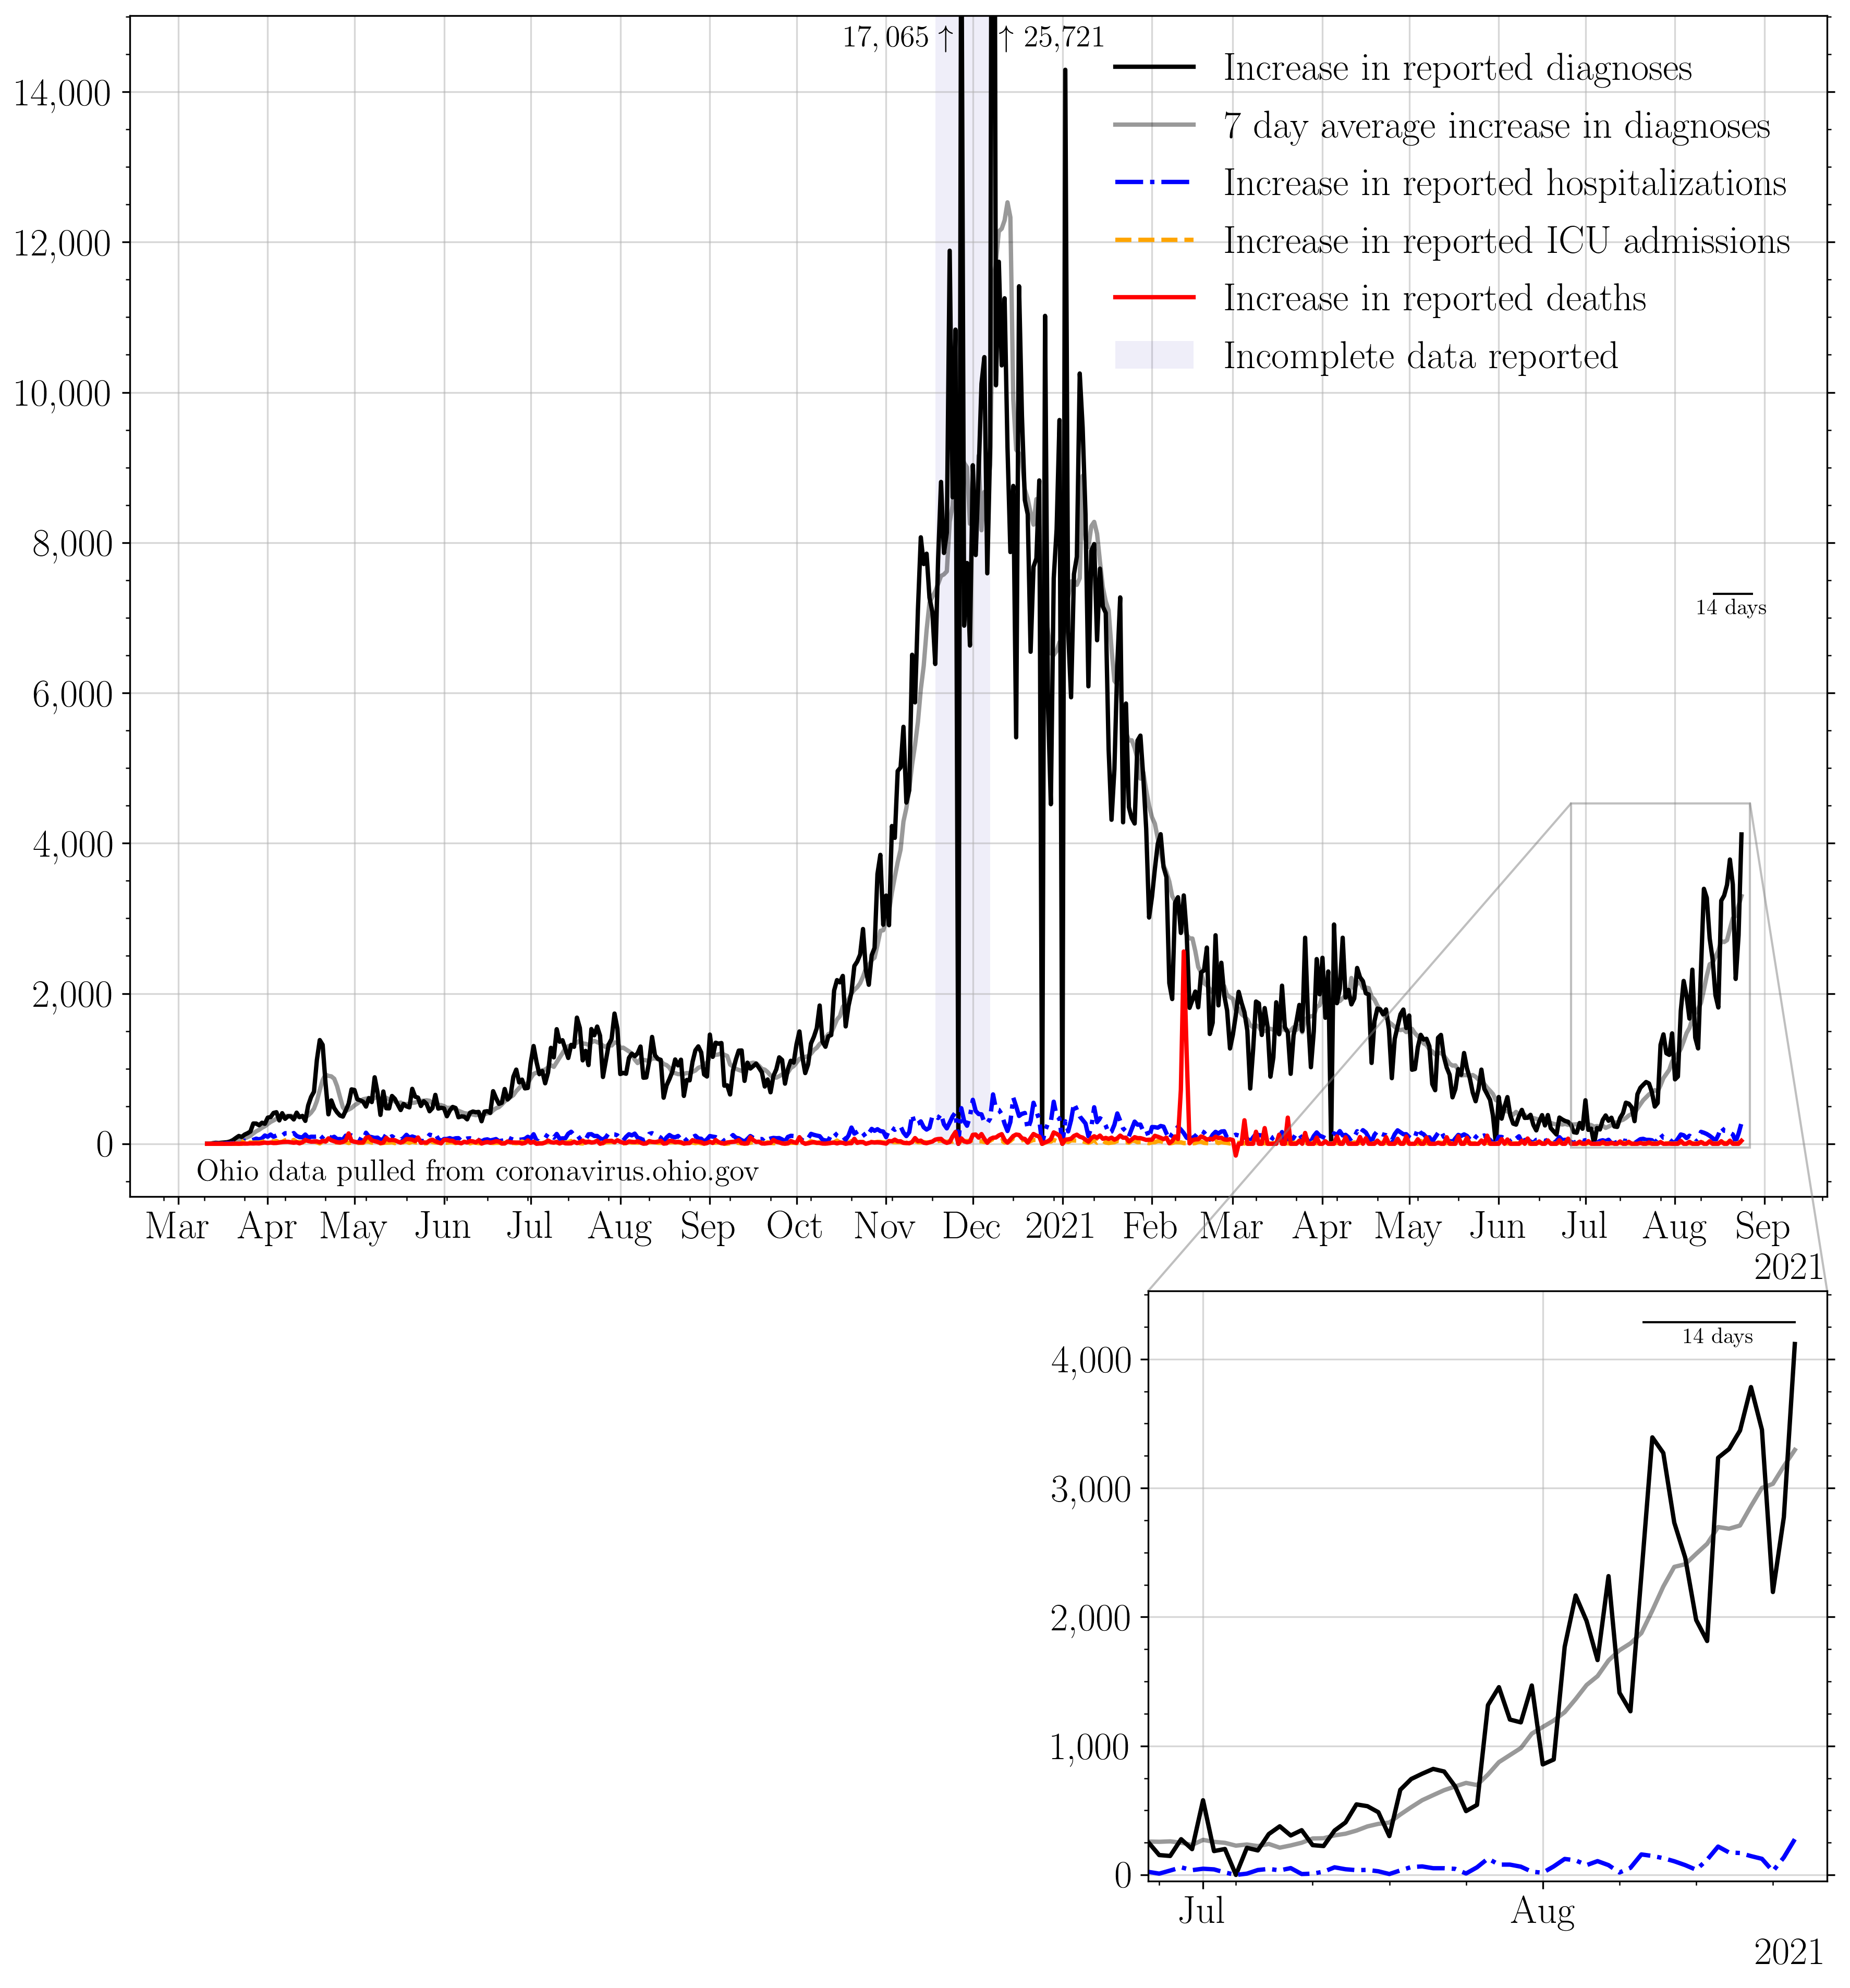 17,065 ↑ ↑ 25,721
Increase in reported diagnoses
7 day average increase in diagnoses
Increase in reported hospitalizations
Increase in reported ICU admissions
Increase in reported deaths
Incomplete data reported
14,000
12,000
10,000
8,000
6,000
4,000
2,000
0
14 days
Ohio data pulled from coronavirus.ohio.gov
Mar Apr May Jun Jul Aug Sep Oct Nov Dec 2021 Feb Mar Apr May Jun Jul Aug Sep
2021
14 days
4,000
3,000
2,000
1,000
0
Jul Aug
2021